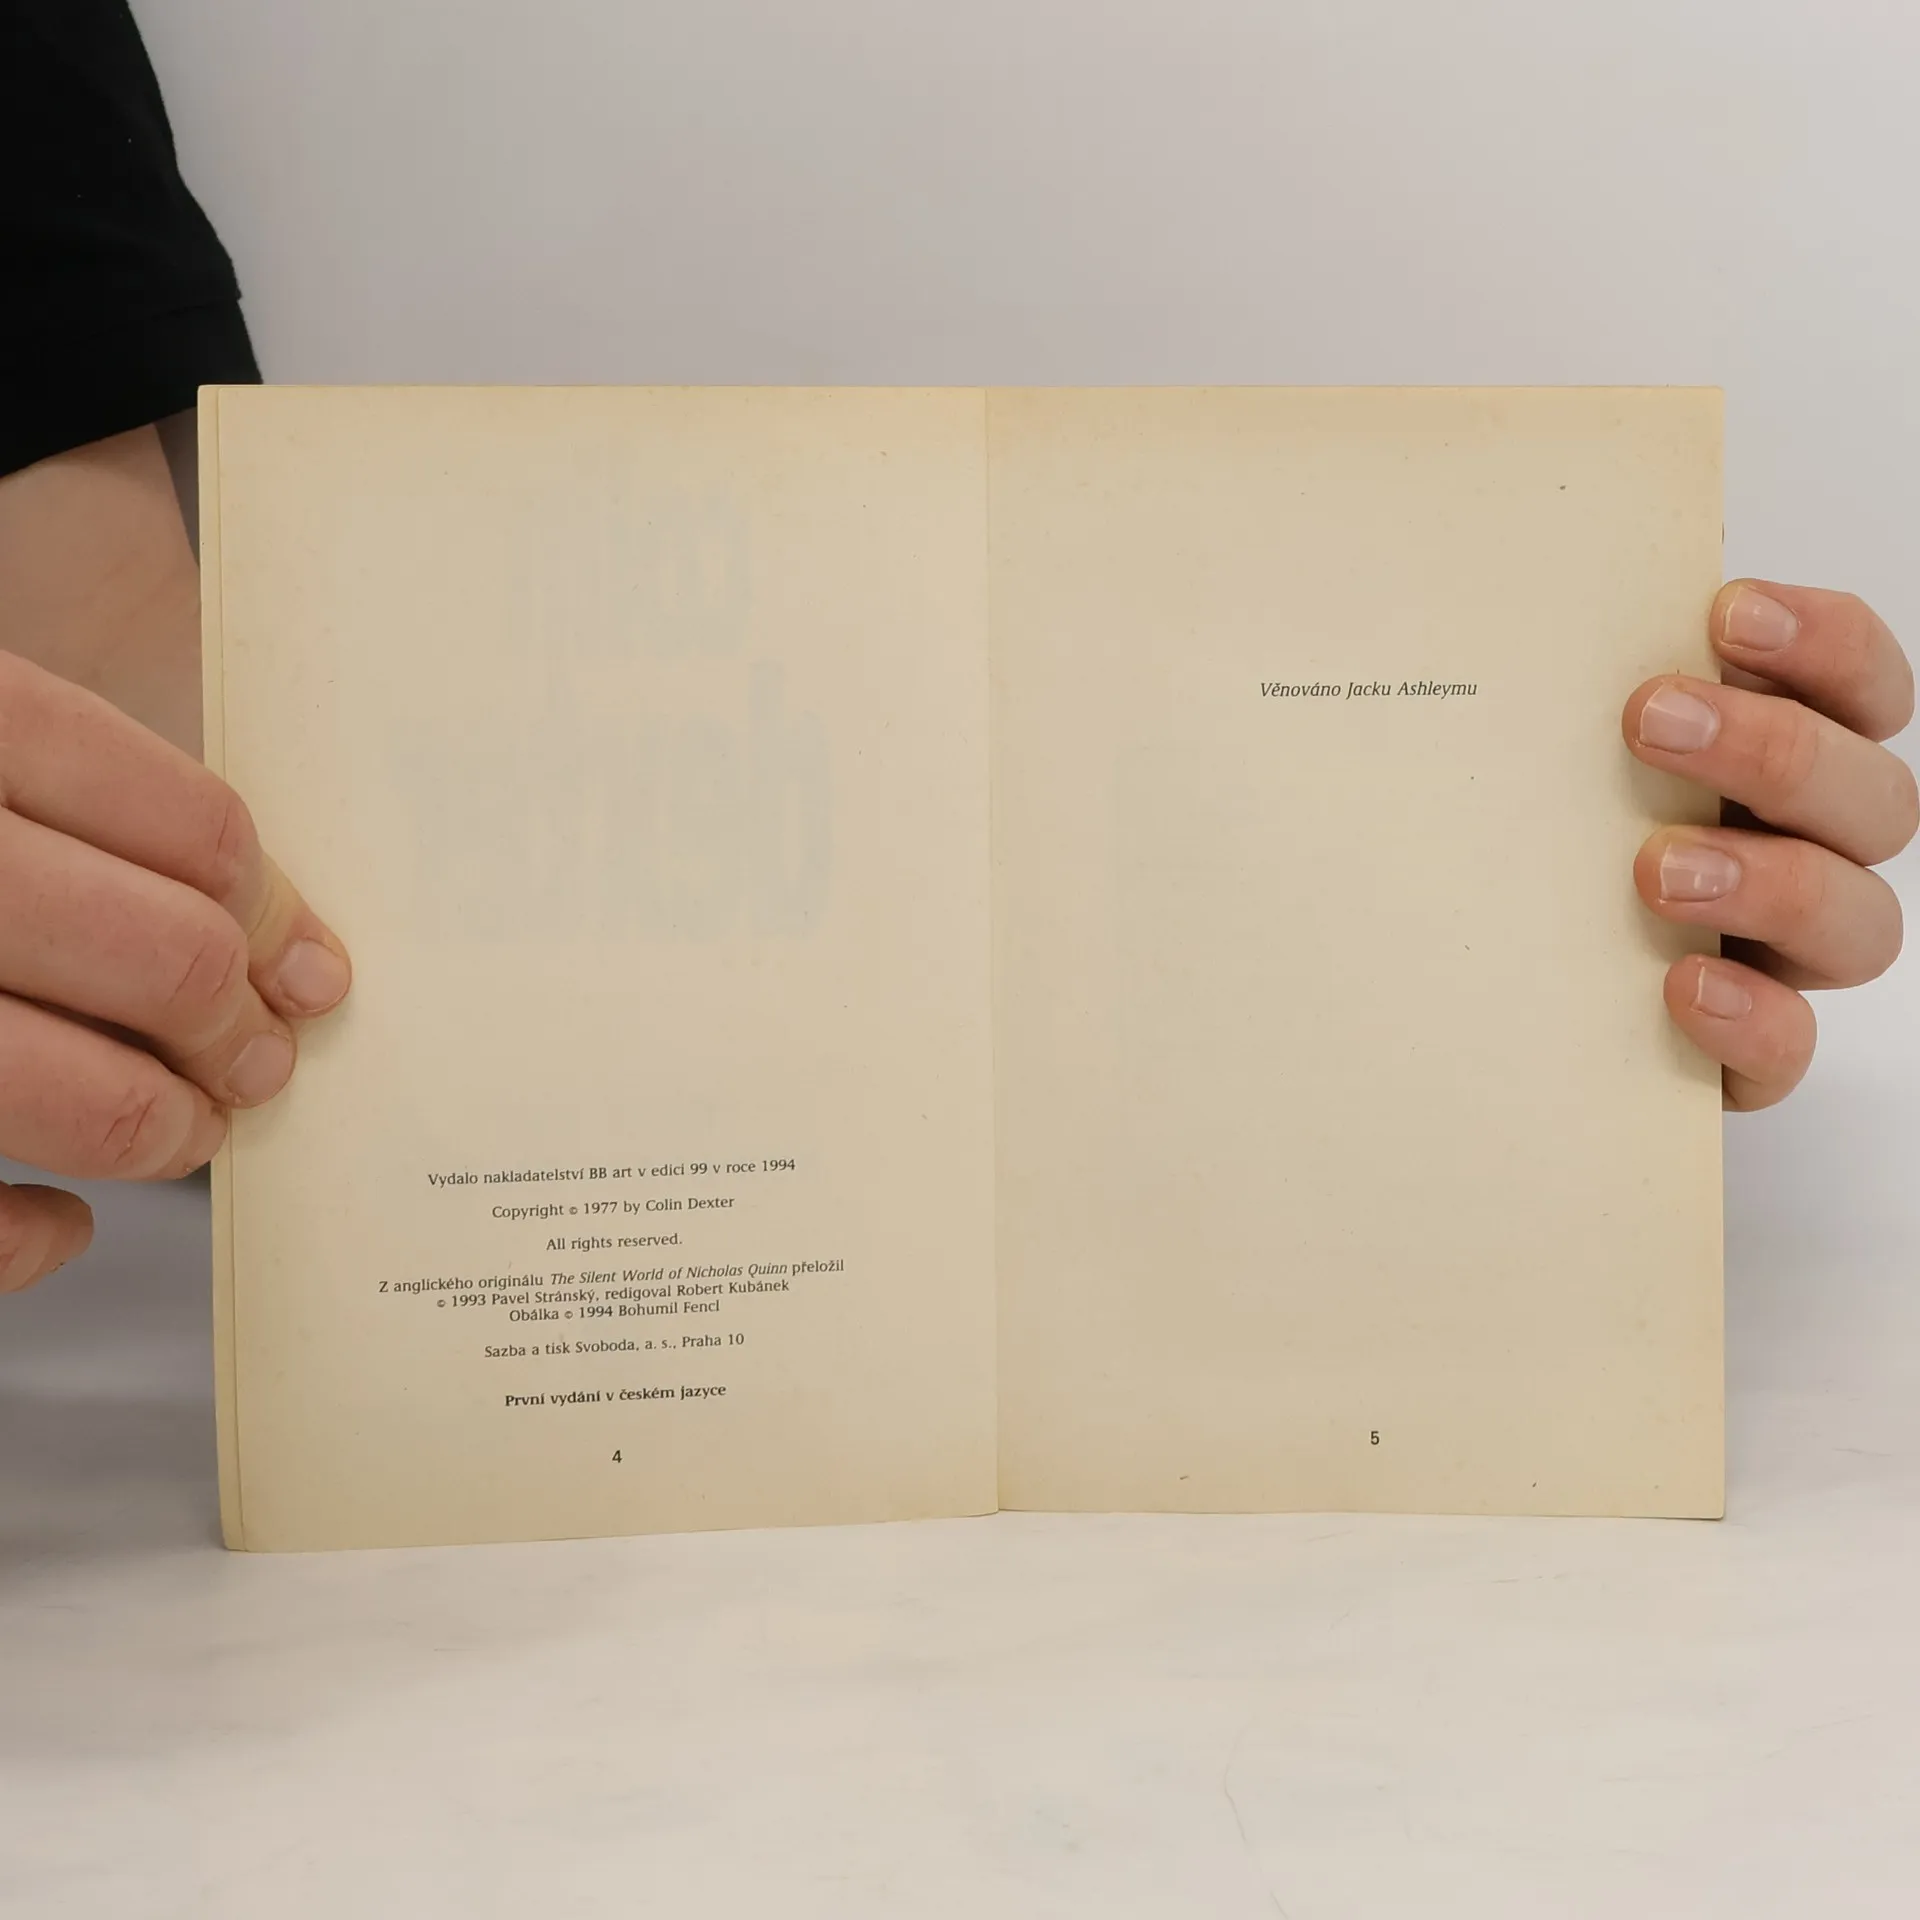 Vydalo nakladatelství BB art v edici 99 v roce 1994
Copyright © 1977 by Colin Dexter
All rights reserved.
Z anglického originálu The Silent World of Nicholas Quinn přeložil
© 1993 Pavel Stránský, redigoval Robert Kubánek
Obálka © 1994 Bohumil Fencl
Sazba a tisk Svoboda, a. s., Praha 10
První vydání v českém jazyce
4
Věnováno Jacku Ashleymu
5